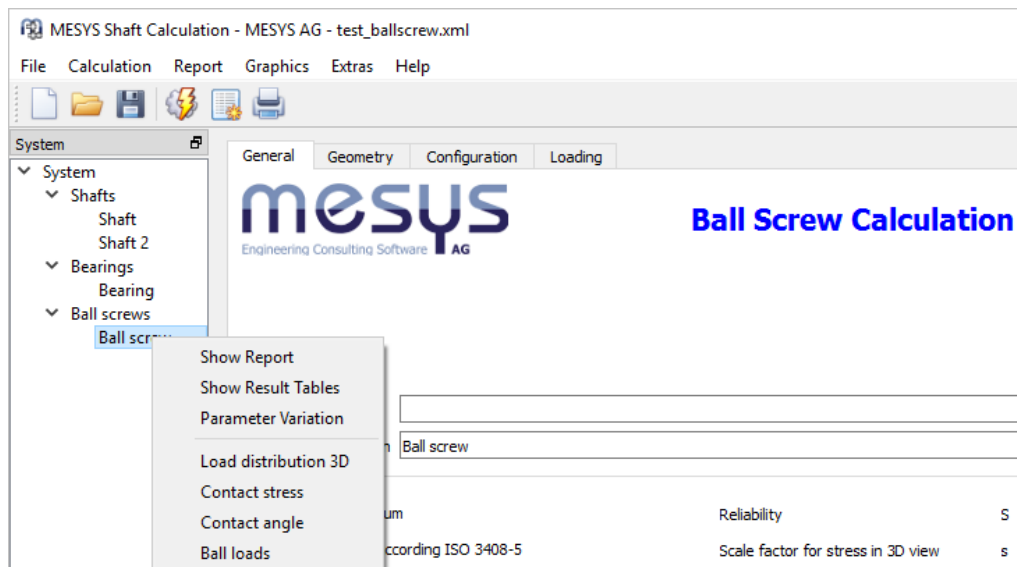 MESYS Shaft Calculation - MESYS AG - test_ballscrew.xml
File Calculation Report Graphics Extras Help
System
General Geometry Configuration Loading
System
Shafts
Shaft
Shaft 2
Bearings
Bearing
Ball screws
Ball
mesys
Engineering Consulting Software AG
Ball Screw Calculation
Show Report
Show Result Tables
Parameter Variation
Load distribution 3D
Contact stress
Contact angle
Ball loads
Ball screw
Reliability S
ISO 3408-5
Scale factor for stress in 3D view s